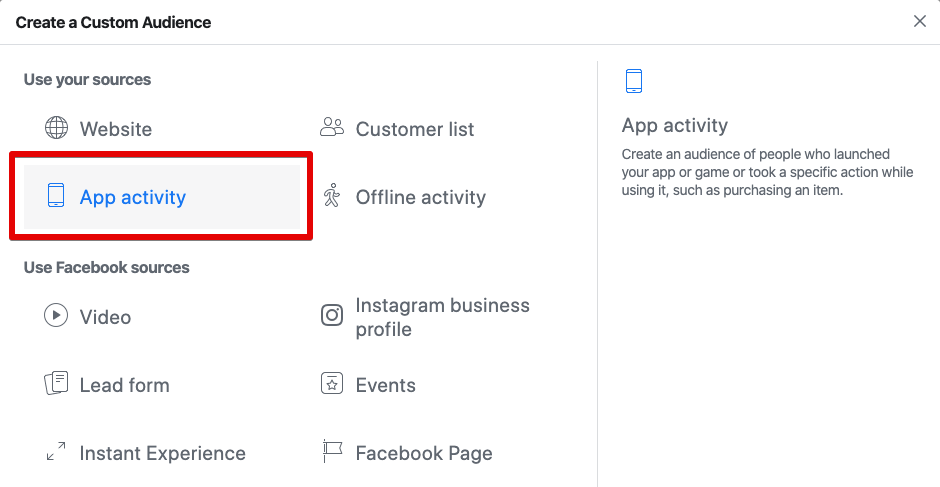 Create a Custom Audience
Use your sources
Website
Customer list
App activity
Offline activity
Use Facebook sources
Video
Instagram business
profile
Lead form
Events
Instant Experience
Facebook Page
App activity
Create an audience of people who launched
your app or game or took a specific action while
using it, such as purchasing an item.